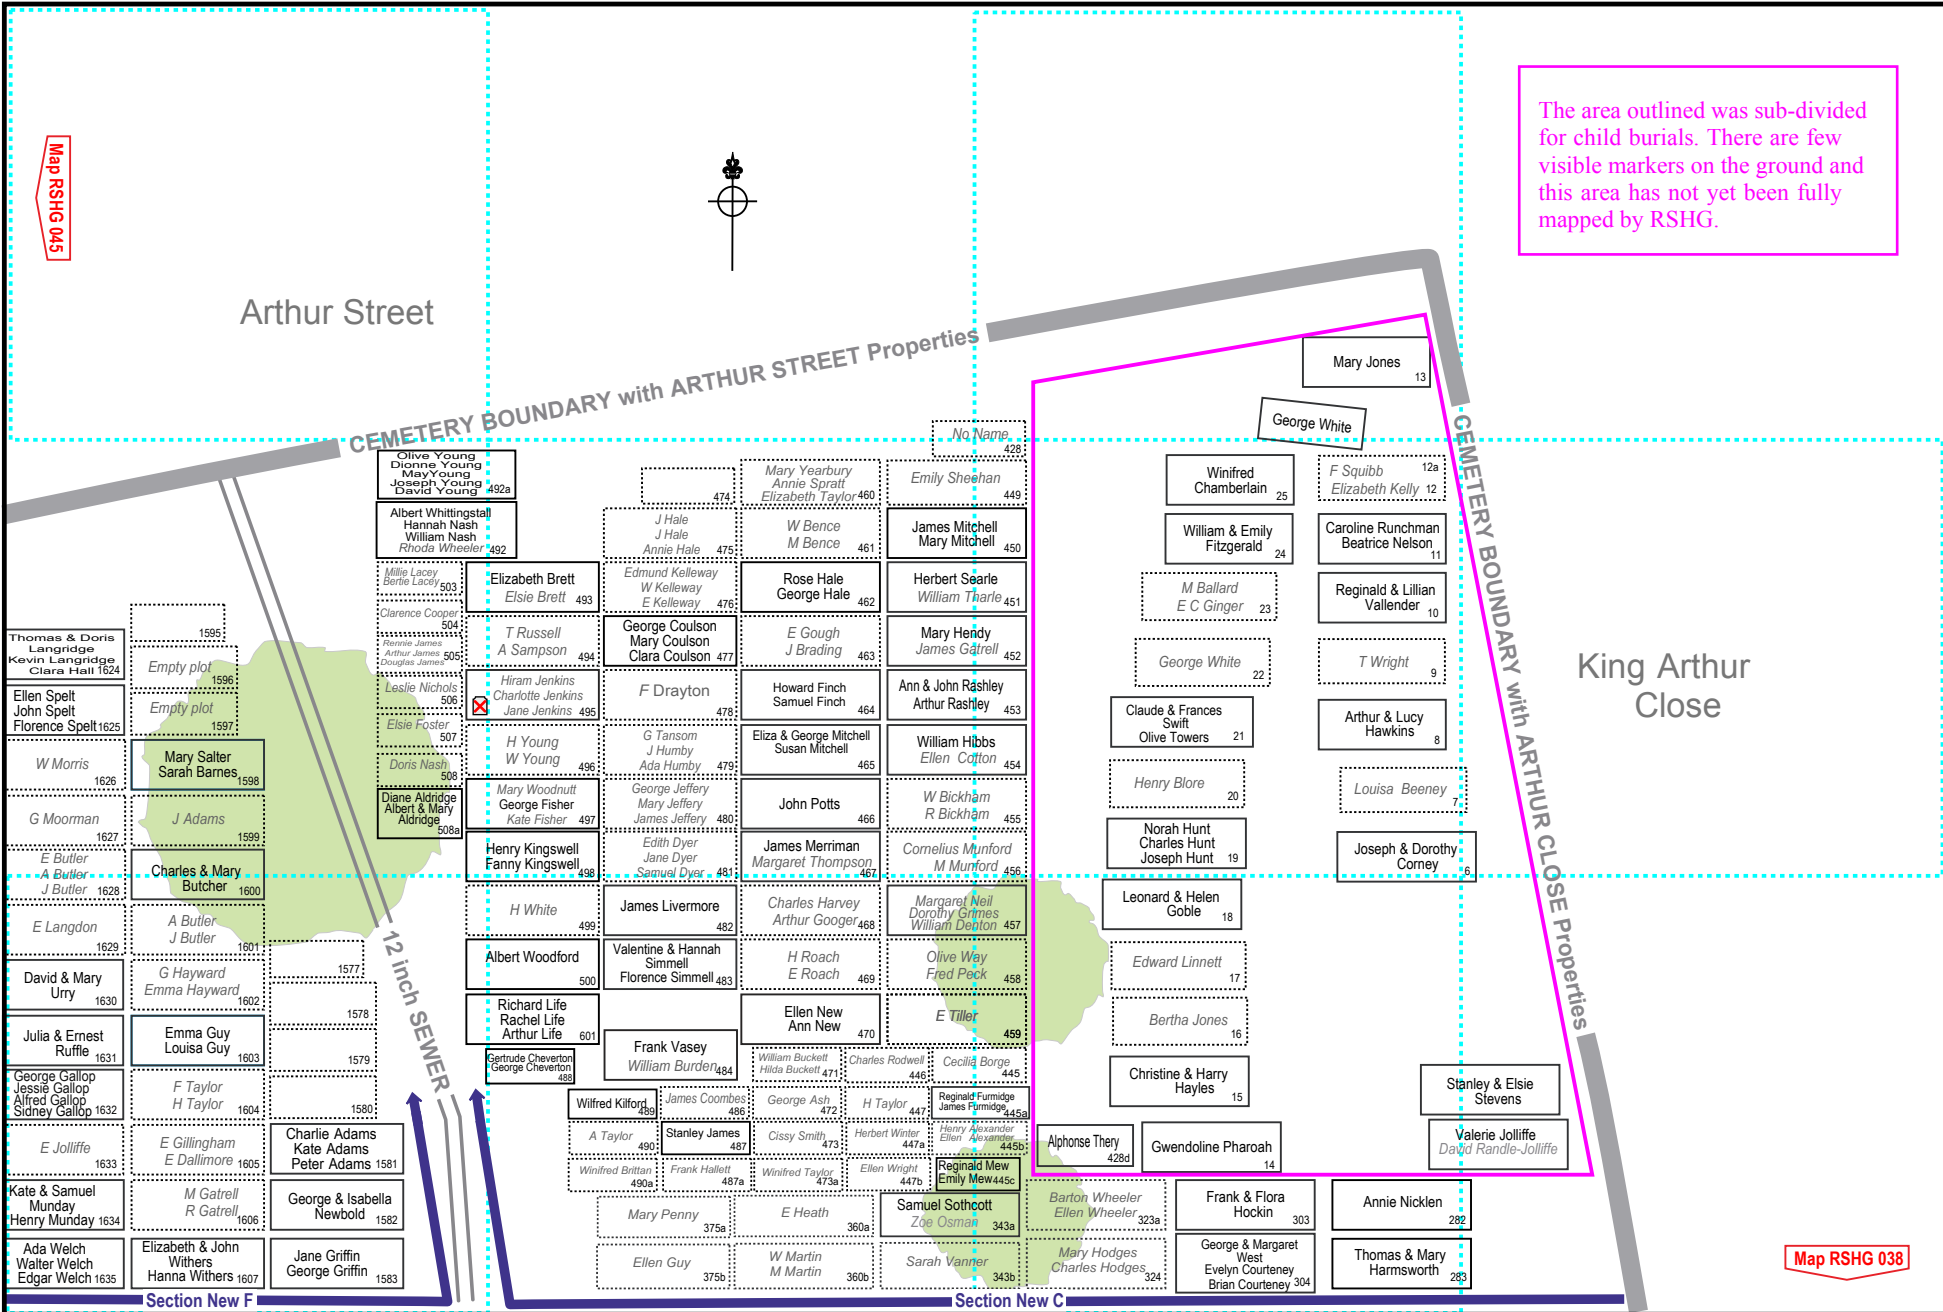 The area outlined was sub-divided
for child burials. There are few
visible markers on the ground and
this area has not yet been fully
mapped by RSHG.
Map RSHG 045
Arthur Street
CEMETERY BOUNDARY with ARTHUR STREET Properties
CEMETERY BOUNDARY with ARTHUR CLOSE Properties
King Arthur
Close
12 inch SEWER
Thomas & Doris
Langridge
Kevin Langridge
Clara Hall 1624
Ellen Spelt
John Spelt
Florence Spelt 1625
W Morris
1626
G Moorman
1627
E Butler
A Butler
J Butler 1628
E Langdon
1629
David & Mary
Urry
1630
Julia & Ernest
Ruffle
1631
George Gallop
Jessie Gallop
Alfred Gallop
Sidney Gallop 1632
E Jolliffe
1633
Kate & Samuel
Munday
Henry Munday 1634
Ada Welch
Walter Welch
Edgar Welch 1635
1595
Empty plot
1596
Empty plot
1597
Mary Salter
Sarah Barnes
1598
J Adams
1599
Charles & Mary
Butcher
1600
A Butler
J Butler
1601
G Hayward
Emma Hayward
1602
Emma Guy
Louisa Guy
1603
F Taylor
H Taylor
1604
E Gillingham
E Dallimore 1605
M Gatrell
R Gatrell
1606
Elizabeth & John
Withers
Hanna Withers 1607
1577
1578
1579
1580
Charlie Adams
Kate Adams
Peter Adams 1581
George & Isabella
Newbold
1582
Jane Griffin
George Griffin
1583
Olive Young
Dionne Young
MayYoung
Joseph Young
David Young 492a
Albert Whittingstall
Hannah Nash
William Nash
Rhoda Wheeler 492
Millie Lacey
Bertie Lacey 503
Clarence Cooper
504
Rennie James
Arthur James
Douglas James 505
Leslie Nichols
506
Elsie Foster
507
Doris Nash
508
Diane Aldridge
Albert & Mary
Aldridge
508a
Elizabeth Brett
Elsie Brett 493
T Russell
A Sampson 494
Hiram Jenkins
Charlotte Jenkins
Jane Jenkins 495
H Young
W Young 496
Mary Woodnutt
George Fisher
Kate Fisher 497
Henry Kingswell
Fanny Kingswell
498
H White
499
Albert Woodford
500
Richard Life
Rachel Life
Arthur Life 601
Gertrude Cheverton
George Cheverton
488
474
J Hale
J Hale
Annie Hale 475
Edmund Kelleway
W Kelleway
E Kelleway 476
George Coulson
Mary Coulson
Clara Coulson 477
F Drayton
478
G Tansom
J Humby
Ada Humby 479
George Jeffery
Mary Jeffery
James Jeffery 480
Edith Dyer
Jane Dyer
Samuel Dyer 481
James Livermore
482
Valentine & Hannah
Simmell
Florence Simmell 483
Frank Vasey
William Burden 484
Mary Yearbury
Annie Spratt
Elizabeth Taylor 460
W Bence
M Bence 461
Rose Hale
George Hale 462
E Gough
J Brading 463
Howard Finch
Samuel Finch 464
Eliza & George Mitchell
Susan Mitchell
465
John Potts
466
James Merriman
Margaret Thompson
467
Charles Harvey
Arthur Googer 468
H Roach
E Roach 469
Ellen New
Ann New 470
No Name
428
Emily Sheehan
449
James Mitchell
Mary Mitchell 450
Herbert Searle
William Tharle 451
Mary Hendy
James Gatrell 452
Ann & John Rashley
Arthur Rashley 453
William Hibbs
Ellen Cotton 454
W Bickham
R Bickham 455
Cornelius Munford
M Munford 456
Margaret Neil
Dorothy Grimes
William Denton 457
Olive Way
Fred Peck 458
E Tiller
459
William Buckett
Hilda Buckett 471
Charles Rodwell
446
Cecilia Borge
445
Wilfred Kilford
489
James Coombes
486
George Ash
472
H Taylor 447
Reginald Furmidge
James Furmidge
445a
A Taylor
490
Stanley James
487
Cissy Smith
473
Herbert Winter
447a
Henry Alexander
Ellen Alexander
445b
Winifred Brittan
490a
Frank Hallett
487a
Winifred Taylor
473a
Ellen Wright
447b
Reginald Mew
Emily Mew 445c
Mary Penny
375a
E Heath
360a
Samuel Sothcott
Zoe Osman 343a
Barton Wheeler
Ellen Wheeler 323a
Frank & Flora
Hockin
303
Annie Nicklen
282
Ellen Guy
375b
W Martin
M Martin 360b
Sarah Vanner
343b
Mary Hodges
Charles Hodges
324
George & Margaret
West
Evelyn Courteney
Brian Courteney 304
Thomas & Mary
Harmsworth
283
Mary Jones
13
George White
Winifred
Chamberlain
25
F Squibb 12a
Elizabeth Kelly 12
William & Emily
Fitzgerald
24
Caroline Runchman
Beatrice Nelson
11
M Ballard
E C Ginger 23
Reginald & Lillian
Vallender
10
George White
22
T Wright
9
Claude & Frances
Swift
Olive Towers 21
Arthur & Lucy
Hawkins
8
Henry Blore
20
Louisa Beeney
7
Norah Hunt
Charles Hunt
Joseph Hunt 19
Joseph & Dorothy
Corney
6
Leonard & Helen
Goble
18
Edward Linnett
17
Bertha Jones
16
Christine & Harry
Hayles
15
Stanley & Elsie
Stevens
Alphonse Thery
428d
Gwendoline Pharoah
14
Valerie Jolliffe
David Randle-Jolliffe
Map RSHG 038
Section New F
Section New C